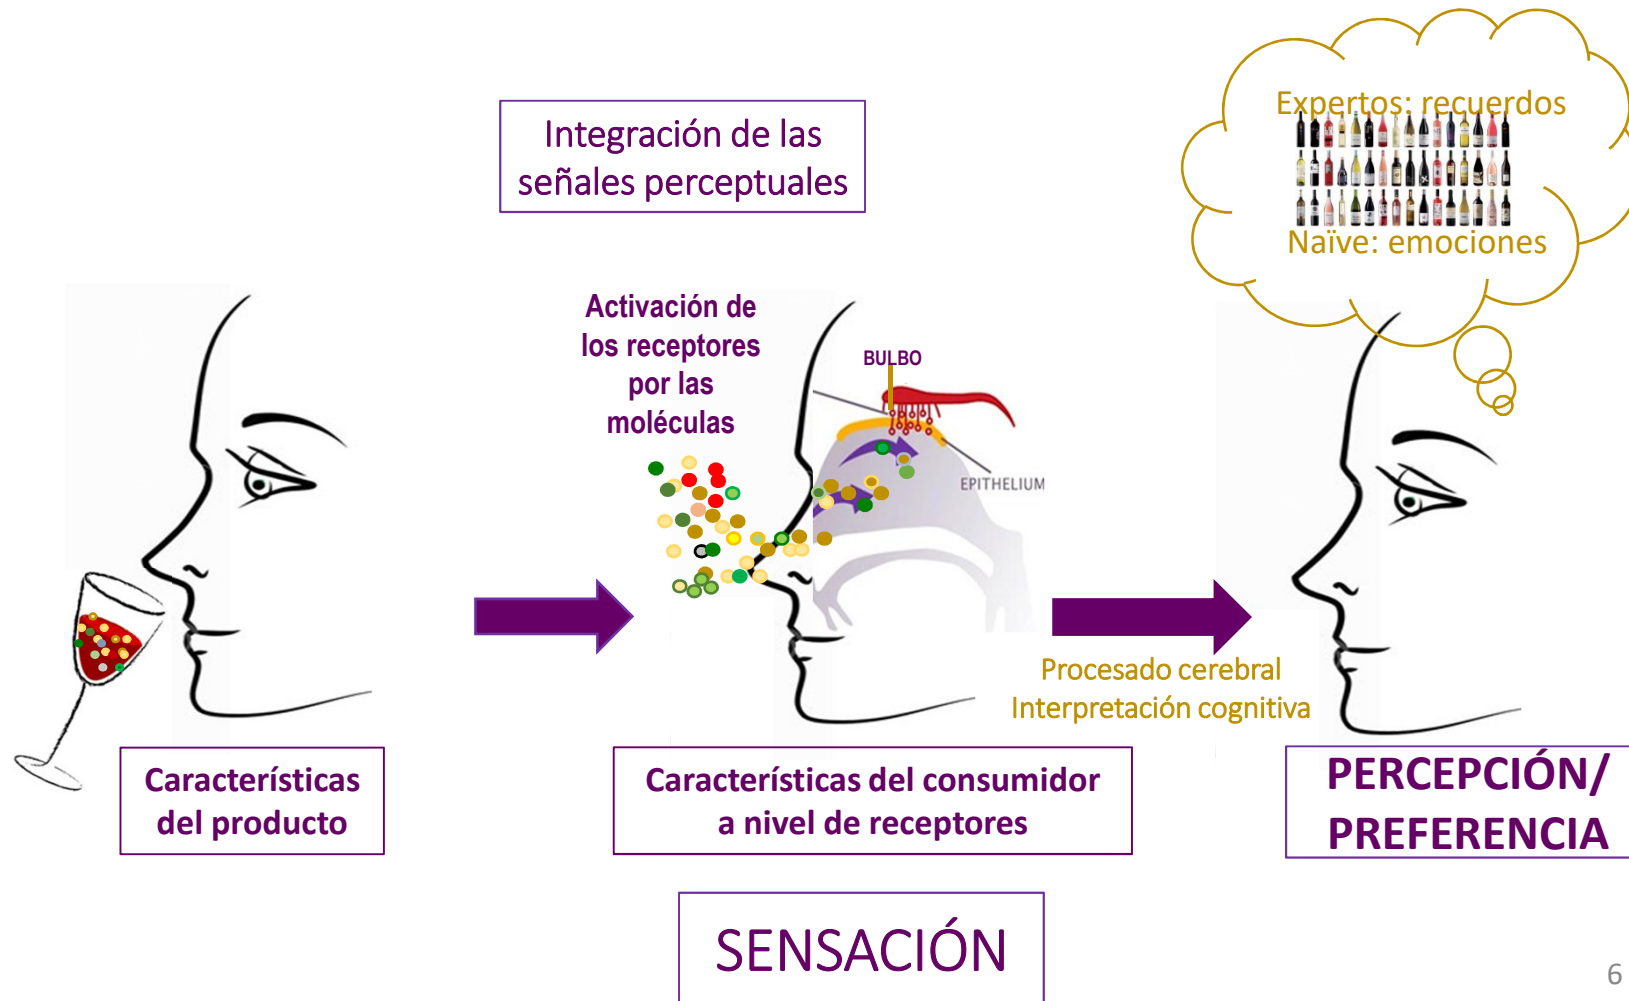 Integración de las
señales perceptuales
Expertos: recuerdos
Naïve: emociones
Activación de
los receptores
por las
moléculas
BULBO
EPITHELIUM
Procesado cerebral
Interpretación cognitiva
Características
del producto
Características del consumidor
a nivel de receptores
PERCEPCIÓN/
PREFERENCIA
SENSACIÓN
6